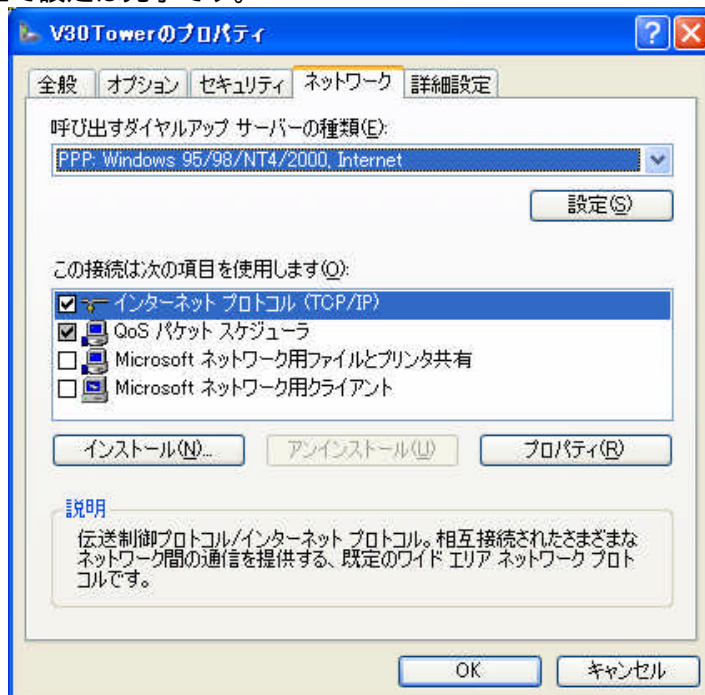 で設定は完了です。
V30Towerのプロパティ
全般 オプション セキュリティ ネットワーク 詳細設定
呼び出すダイヤルアップ サーバーの種類(E):
PPP: Windows 95/98/NT4/2000, Internet
設定(S)
この接続は次の項目を使用します(O):
インターネット プロトコル (TCP/IP)
QoS パケット スケジューラ
Microsoft ネットワーク用ファイルとプリンタ共有
Microsoft ネットワーク用クライアント
インストール(N)... アンインストール(U) プロパティ(R)
説明
伝送制御プロトコル/インターネット プロトコル。相互接続されたさまざまな
ネットワーク間の通信を提供する、既定のワイド エリア ネットワーク プロト
コルです。
OK キャンセル